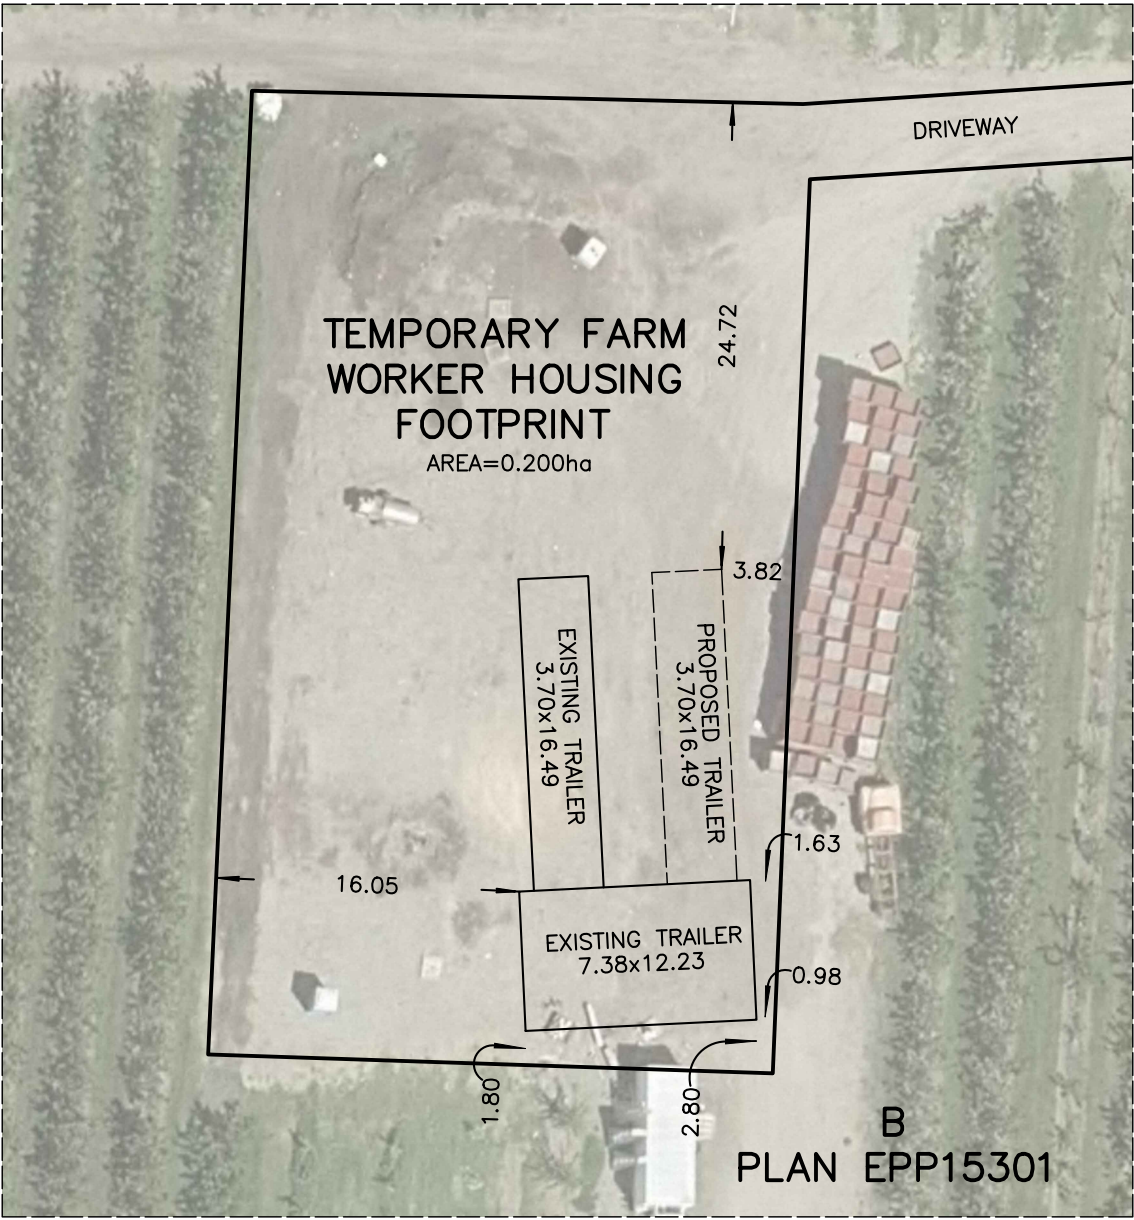 DRIVEWAY
24.72
TEMPORARY FARM
WORKER HOUSING
FOOTPRINT
AREA=0.200ha
3.82
EXISTING TRAILER
3.70x16.49
PROPOSED TRAILER
3.70x16.49
1.63
16.05
EXISTING TRAILER
7.38x12.23
0.98
1.80
2.80
B
PLAN EPP15301